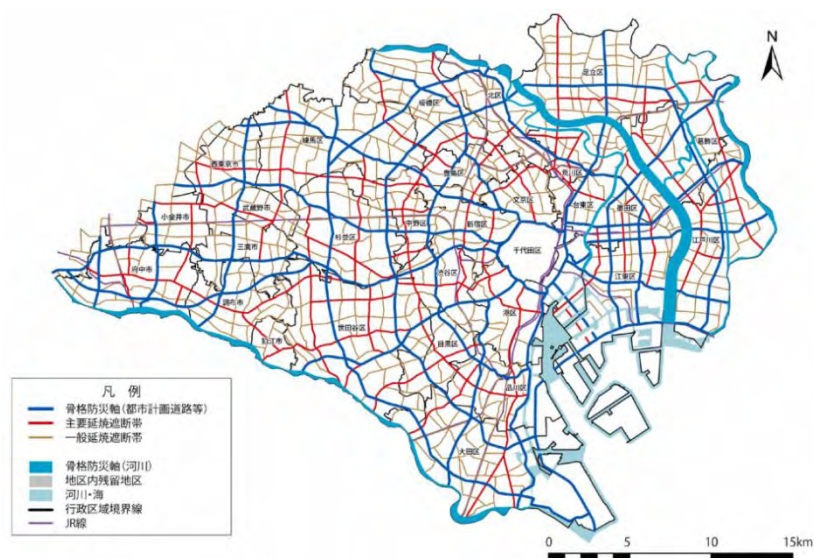 N
足立区
北区
板橋区
葛飾区
練馬区
西東京市
豊島区
荒川区
文京区
台東区
墨田区
武蔵野市
小金井市
中野区
新宿区
杉並区
千代田区
江戸川区
三鷹市
府中市
渋谷区
江東区
調布市
港区
世田谷区
狛江市
目黒区
品川区
大田区
凡 例
骨格防災軸(都市計画道路等)
主要延焼遮断帯
一般延焼遮断帯
骨格防災軸(河川)
地区内残留地区
河川・海
行政区域境界線
JR線
0 5 10 15km